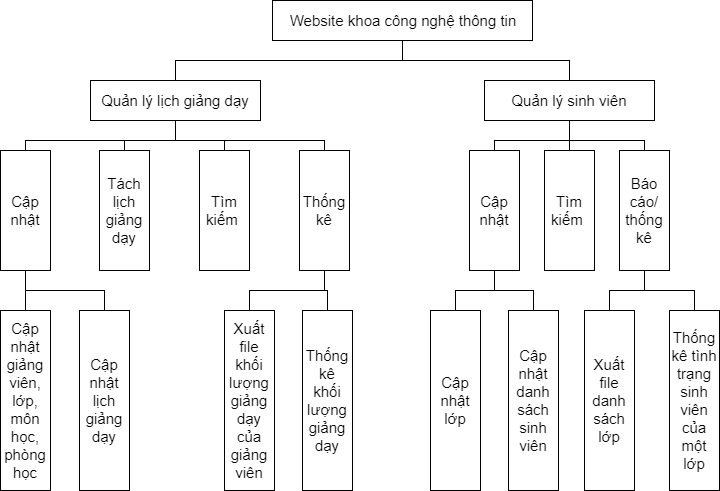 Website khoa công nghệ thông tin
Quản lý lịch giảng dạy
Quản lý sinh viên
Cập
nhật
Tách
lịch
giảng
dạy
Tìm
kiếm
Thống
kê
Cập
nhật
Tìm
kiếm
Báo
cáo/
thống
kê
Cập
nhật
giảng
viên,
lớp,
môn
học,
phòng
học
Cập
nhật
lịch
giảng
dạy
Xuất
file
khối
lượng
giảng
dạy
của
giảng
viên
Thống
kê
khối
lượng
giảng
dạy
Cập
nhật
lớp
Cập
nhật
danh
sách
sinh
viên
Xuất
file
danh
sách
lớp
Thống
kê tình
trạng
sinh
viên
của
một
lớp